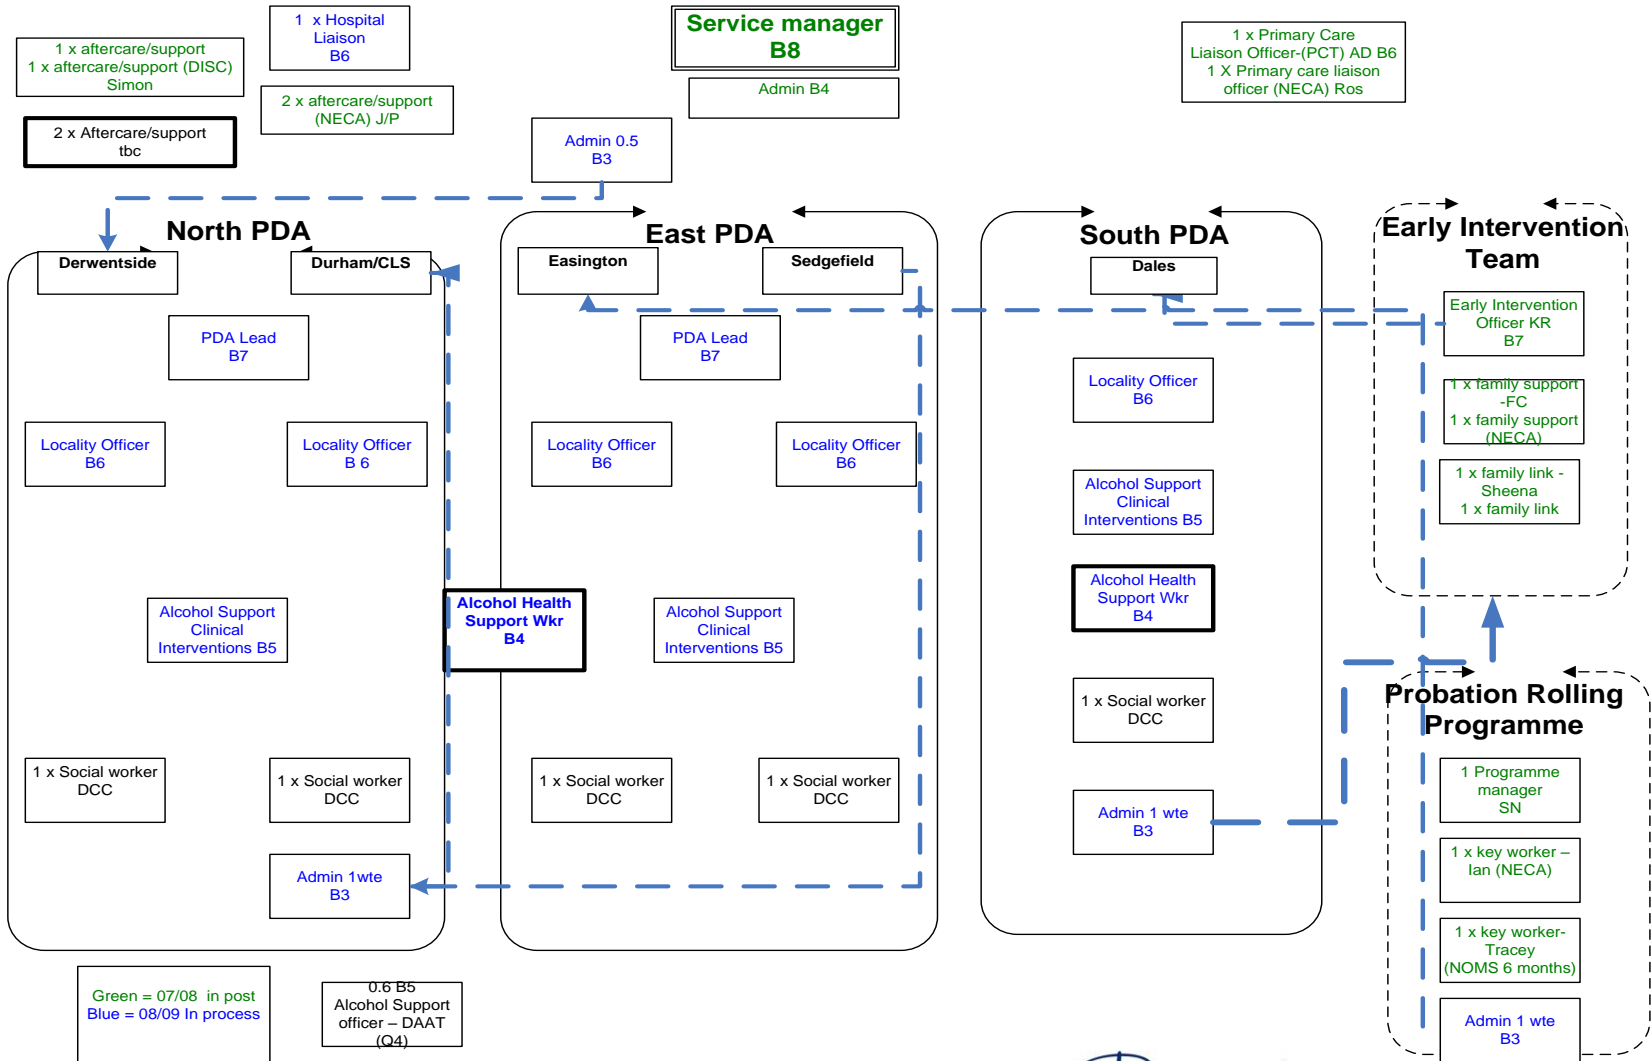 1 x aftercare/support
1 x aftercare/support (DISC)
Simon
2 x Aftercare/support
tbc
1 x Hospital
Liaison
B6
2 x aftercare/support
(NECA) J/P
Service manager
B8
Admin B4
Admin 0.5
B3
1 x Primary Care
Liaison Officer-(PCT) AD B6
1 X Primary care liaison
officer (NECA) Ros
North PDA
Derwentside
Durham/CLS
PDA Lead
B7
Locality Officer
B6
Locality Officer
B 6
Alcohol Support
Clinical
Interventions B5
1 x Social worker
DCC
1 x Social worker
DCC
Admin 1wte
B3
Alcohol Health
Support Wkr
B4
East PDA
Easington
Sedgefield
PDA Lead
B7
Locality Officer
B6
Locality Officer
B6
Alcohol Support
Clinical
Interventions B5
1 x Social worker
DCC
1 x Social worker
DCC
South PDA
Dales
Locality Officer
B6
Alcohol Support
Clinical
Interventions B5
Alcohol Health
Support Wkr
B4
1 x Social worker
DCC
Admin 1 wte
B3
Early Intervention
Team
Early Intervention
Officer KR
B7
1 x family support
-FC
1 x family support
(NECA)
1 x family link -
Sheena
1 x family link
Probation Rolling
Programme
1 Programme
manager
SN
1 x key worker –
Ian (NECA)
1 x key worker-
Tracey
(NOMS 6 months)
Admin 1 wte
B3
Green = 07/08 in post
Blue = 08/09 In process
0.6 B5
Alcohol Support
officer – DAAT
(Q4)